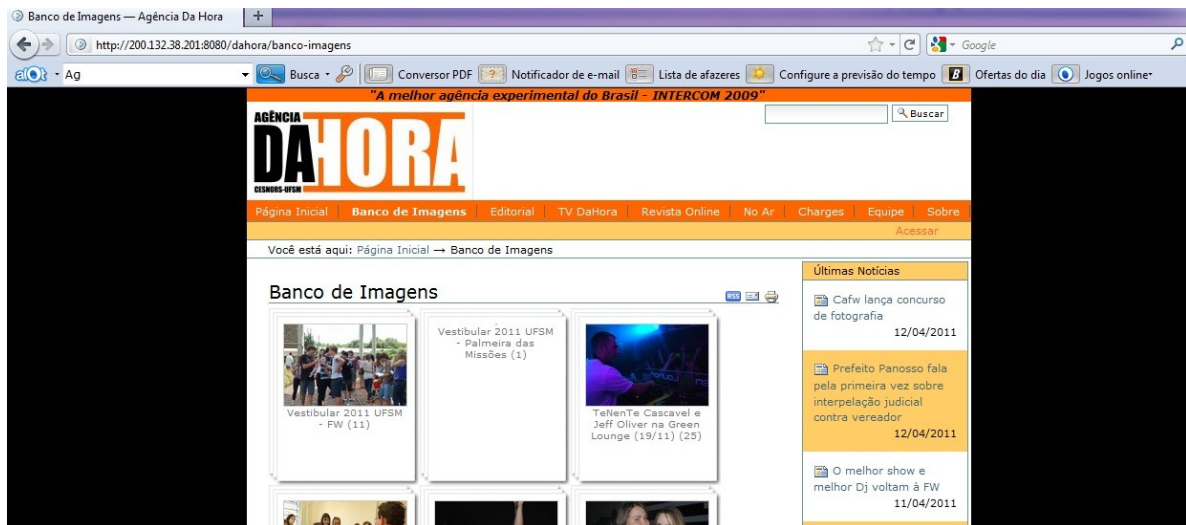 Banco de Imagens — Agência Da Hora
http://200.132.38.201:8080/dahora/banco-imagens
Google
Ag
Busca
Conversor PDF
Notificador de e-mail
Lista de afazeres
Configure a previsão do tempo
Ofertas do dia
Jogos online
"A melhor agência experimental do Brasil - INTERCOM 2009"
AGÊNCIA
DAHORA
CESNORS-UFSM
Buscar
Página Inicial
Banco de Imagens
Editorial
TV DaHora
Revista Online
No Ar
Charges
Equipe
Sobre
Acessar
Você está aqui: Página Inicial → Banco de Imagens
Banco de Imagens
RSS
Vestibular 2011 UFSM
- FW (11)
Vestibular 2011 UFSM
- Palmeira das
Missões (1)
TeNenTe Cascavel e
Jeff Oliver na Green
Lounge (19/11) (25)
Últimas Notícias
Cafw lança concurso
de fotografia
12/04/2011
Prefeito Panosso fala
pela primeira vez sobre
interpelação judicial
contra vereador
12/04/2011
O melhor show e
melhor Dj voltam à FW
11/04/2011